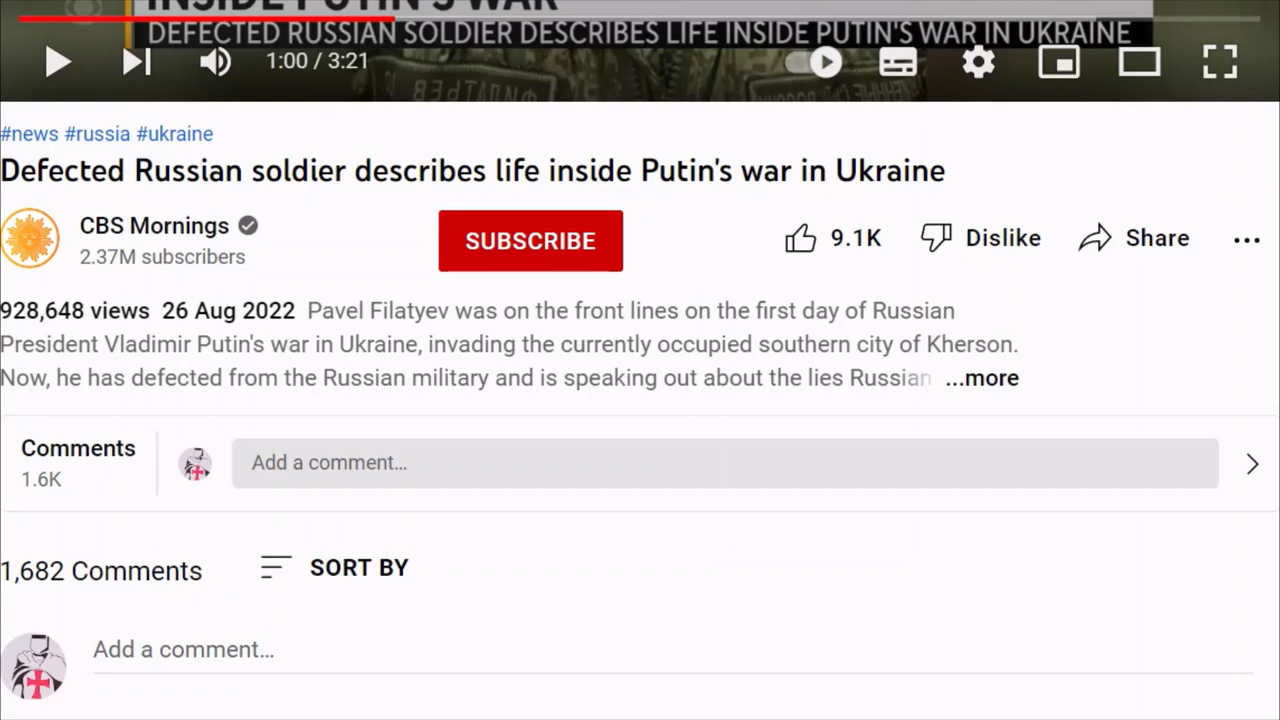 INSIDE PUTIN'S WAR
DEFECTED RUSSIAN SOLDIER DESCRIBES LIFE INSIDE PUTIN'S WAR IN UKRAINE
1:00 / 3:21
ФИЛАТЬЕВ
#news #russia #ukraine
Defected Russian soldier describes life inside Putin's war in Ukraine
CBS Mornings
2.37M subscribers
SUBSCRIBE
9.1K
Dislike
Share
928,648 views 26 Aug 2022 Pavel Filatyev was on the front lines on the first day of Russian
President Vladimir Putin's war in Ukraine, invading the currently occupied southern city of Kherson.
Now, he has defected from the Russian military and is speaking out about the lies Russian ...more
Comments
1.6K
Add a comment...
1,682 Comments
SORT BY
Add a comment...